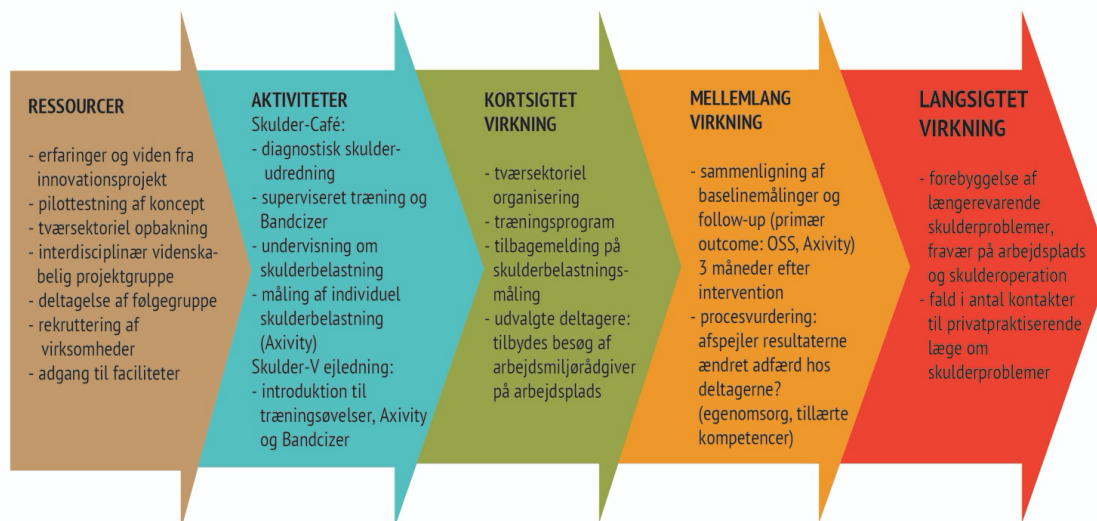 RESSOURCER
- erfaringer og viden fra
innovationsprojekt
- pilottestning af koncept
- tværsektoriel opbakning
- interdisciplinær videnska-
belig projektgruppe
- deltagelse af følgegruppe
- rekruttering af
virksomheder
- adgang til faciliteter
AKTIVITETER
Skulder-Café:
- diagnostisk skulder-
udredning
- superviseret træning og
Bandcizer
- undervisning om
skulderbelastning
- måling af individuel
skulderbelastning
(Axivity)
Skulder-V ejledning:
- introduktion til
træningsøvelser, Axivity
og Bandcizer
KORTSIGTET
VIRKNING
- tværsektoriel
organisering
- træningsprogram
- tilbagemelding på
skulderbelastnings-
måling
- udvalgte deltagere:
tilbydes besøg af
arbejdsmiljørådgiver
på arbejdsplads
MELLEMLANG
VIRKNING
- sammenligning af
baselinemålinger og
follow-up (primær
outcome: OSS, Axivity)
3 måneder efter
intervention
- procesvurdering:
afspejler resultaterne
ændret adfærd hos
deltagerne?
(egenomsorg, tillærte
kompetencer)
LANGSIGTET
VIRKNING
- forebyggelse af
længerevarende
skulderproblemer,
fravær på arbejdsplads
og skulderoperation
- fald i antal kontakter
til privatpraktiserende
læge om
skulderproblemer